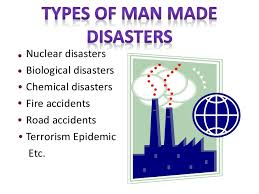 TYPES OF MAN MADE
DISASTERS
• Nuclear disasters
• Biological disasters
• Chemical disasters
• Fire accidents
• Road accidents
• Terrorism Epidemic
Etc.